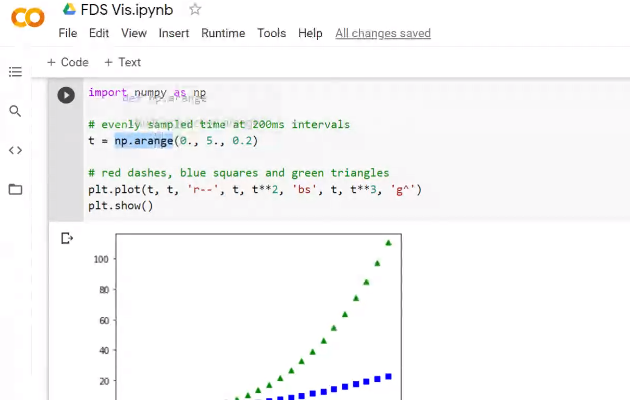 FDS Vis.ipynb
File Edit View Insert Runtime Tools Help All changes saved
+ Code + Text
import numpy as np
# evenly sampled time at 200ms intervals
t = np.arange(0., 5., 0.2)
# red dashes, blue squares and green triangles
plt.plot(t, t, 'r--', t, t**2, 'bs', t, t**3, 'g^')
plt.show()
100
80
60
40
20